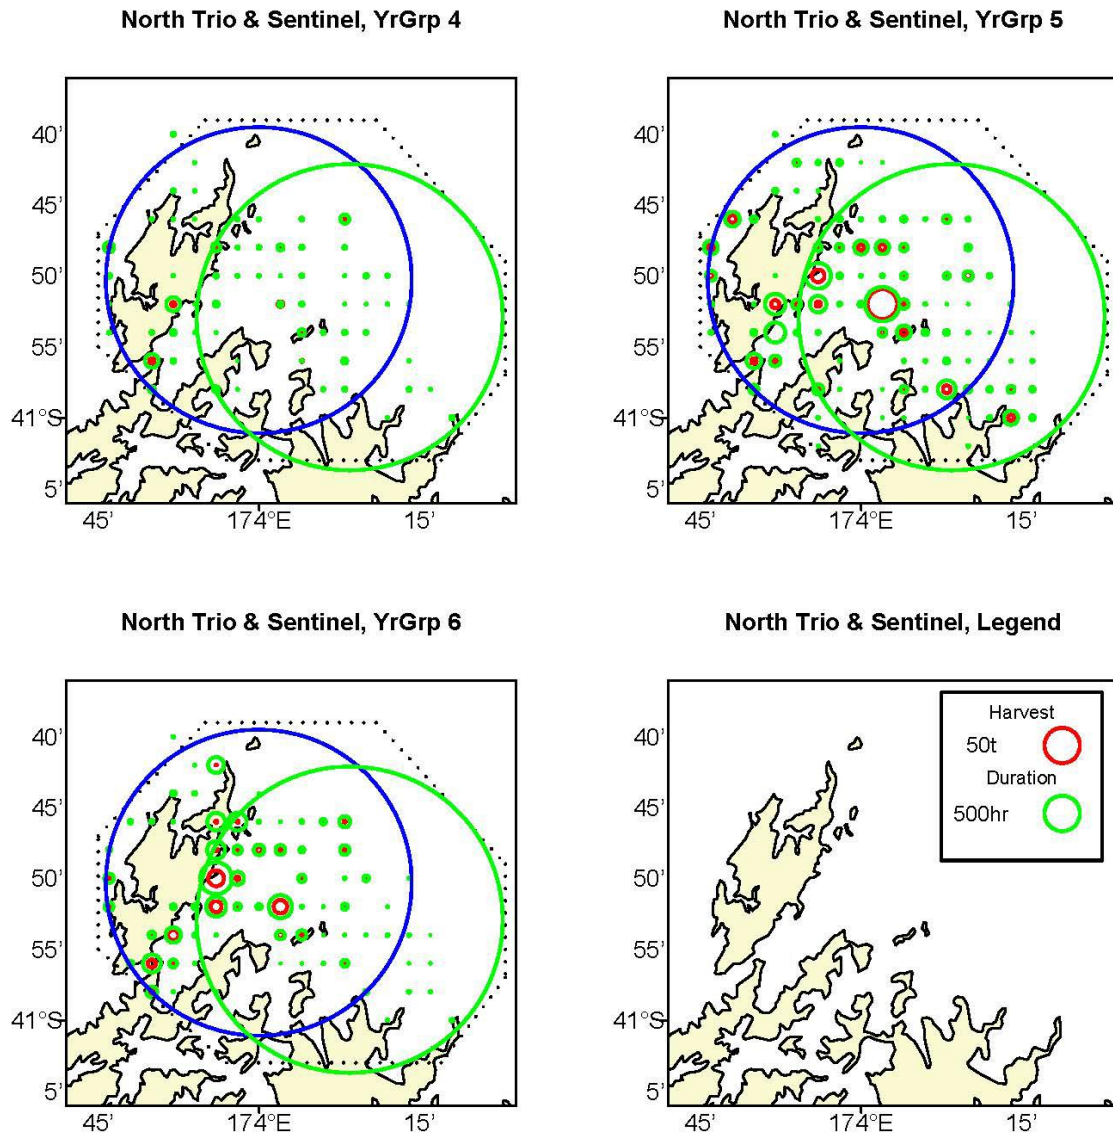 North Trio & Sentinel, YrGrp 4
40'
45'
50'
55'
41°S
5'
45'
174°E
15'
North Trio & Sentinel, YrGrp 5
40'
45'
50'
55'
41°S
5'
45'
174°E
15'
North Trio & Sentinel, YrGrp 6
40'
45'
50'
55'
41°S
5'
45'
174°E
15'
North Trio & Sentinel, Legend
Harvest
50t
Duration
500hr
40'
45'
50'
55'
41°S
5'
45'
174°E
15'